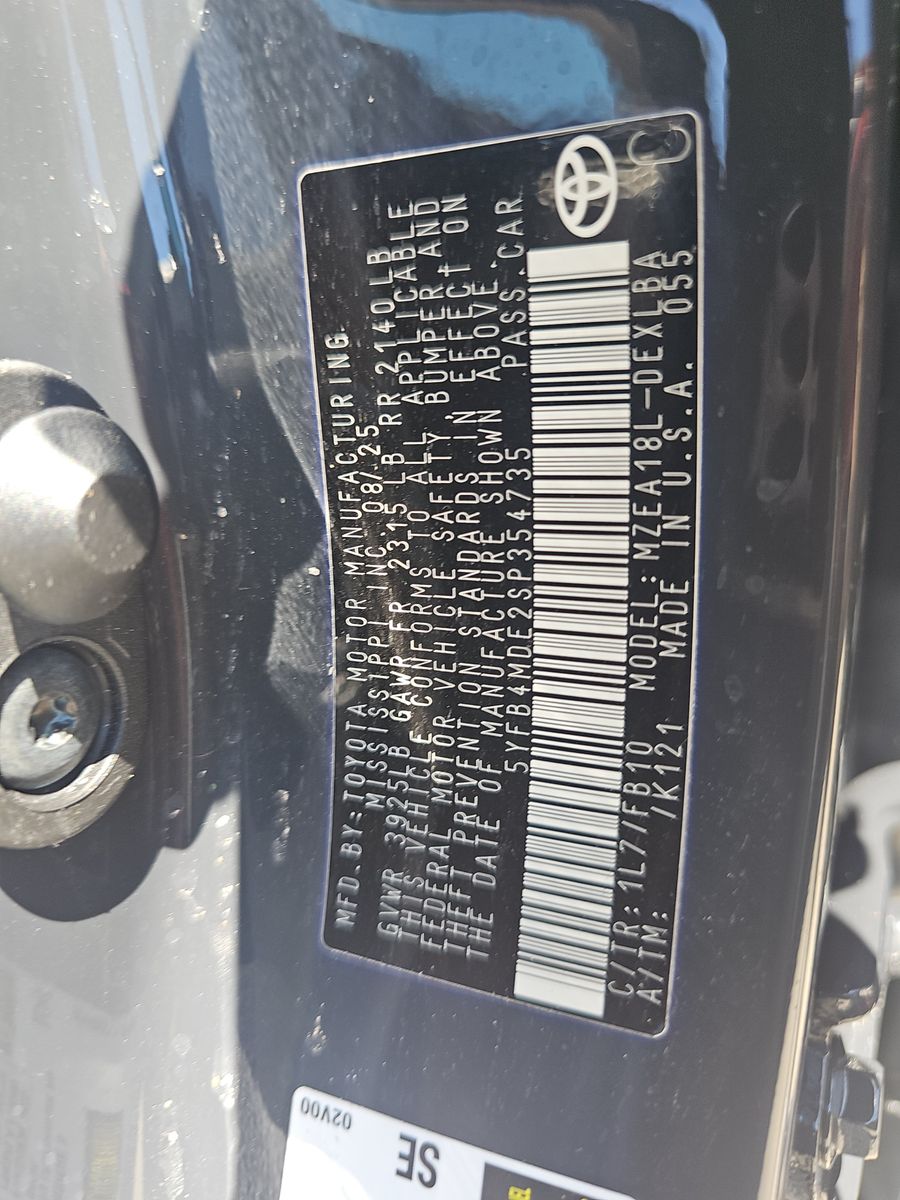 MFD.BY:TOYOTA MOTOR MANUFACTURING
MISSISSIPPI INC 08/25
GVWR 3925LB GAWR FR 2315 LB RR 2140LB
THIS VEHICLE CONFORMS TO ALL APPLICABLE
FEDERAL MOTOR VEHICLE SAFETY, BUMPER AND
THEFT PREVENTION STANDARDS IN EFFECT ON
THE DATE OF MANUFACTURE SHOWN ABOVE.
5YFB4MDE2SP354735 PASS.CAR
C/TR: 1L7/FB10 MODEL: MZEA18L-DEXLBA
A/TM: /K121 MADE IN U.S.A. 055
C
02V00
SE